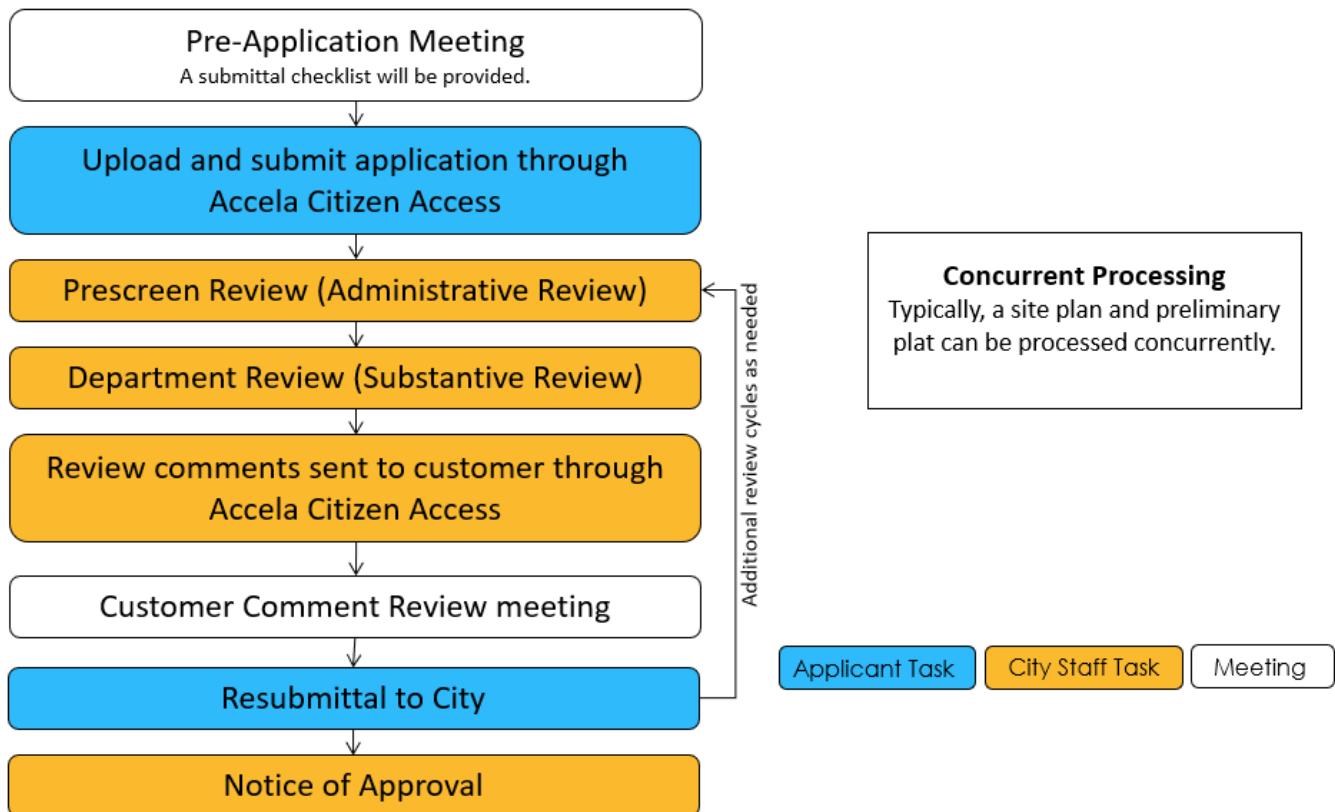 Pre-Application Meeting
A submittal checklist will be provided.
Upload and submit application through
Accela Citizen Access
Prescreen Review (Administrative Review)
Department Review (Substantive Review)
Review comments sent to customer through
Accela Citizen Access
Customer Comment Review meeting
Resubmittal to City
Notice of Approval
Additional review cycles as needed
Concurrent Processing
Typically, a site plan and preliminary
plat can be processed concurrently.
Applicant Task
City Staff Task
Meeting